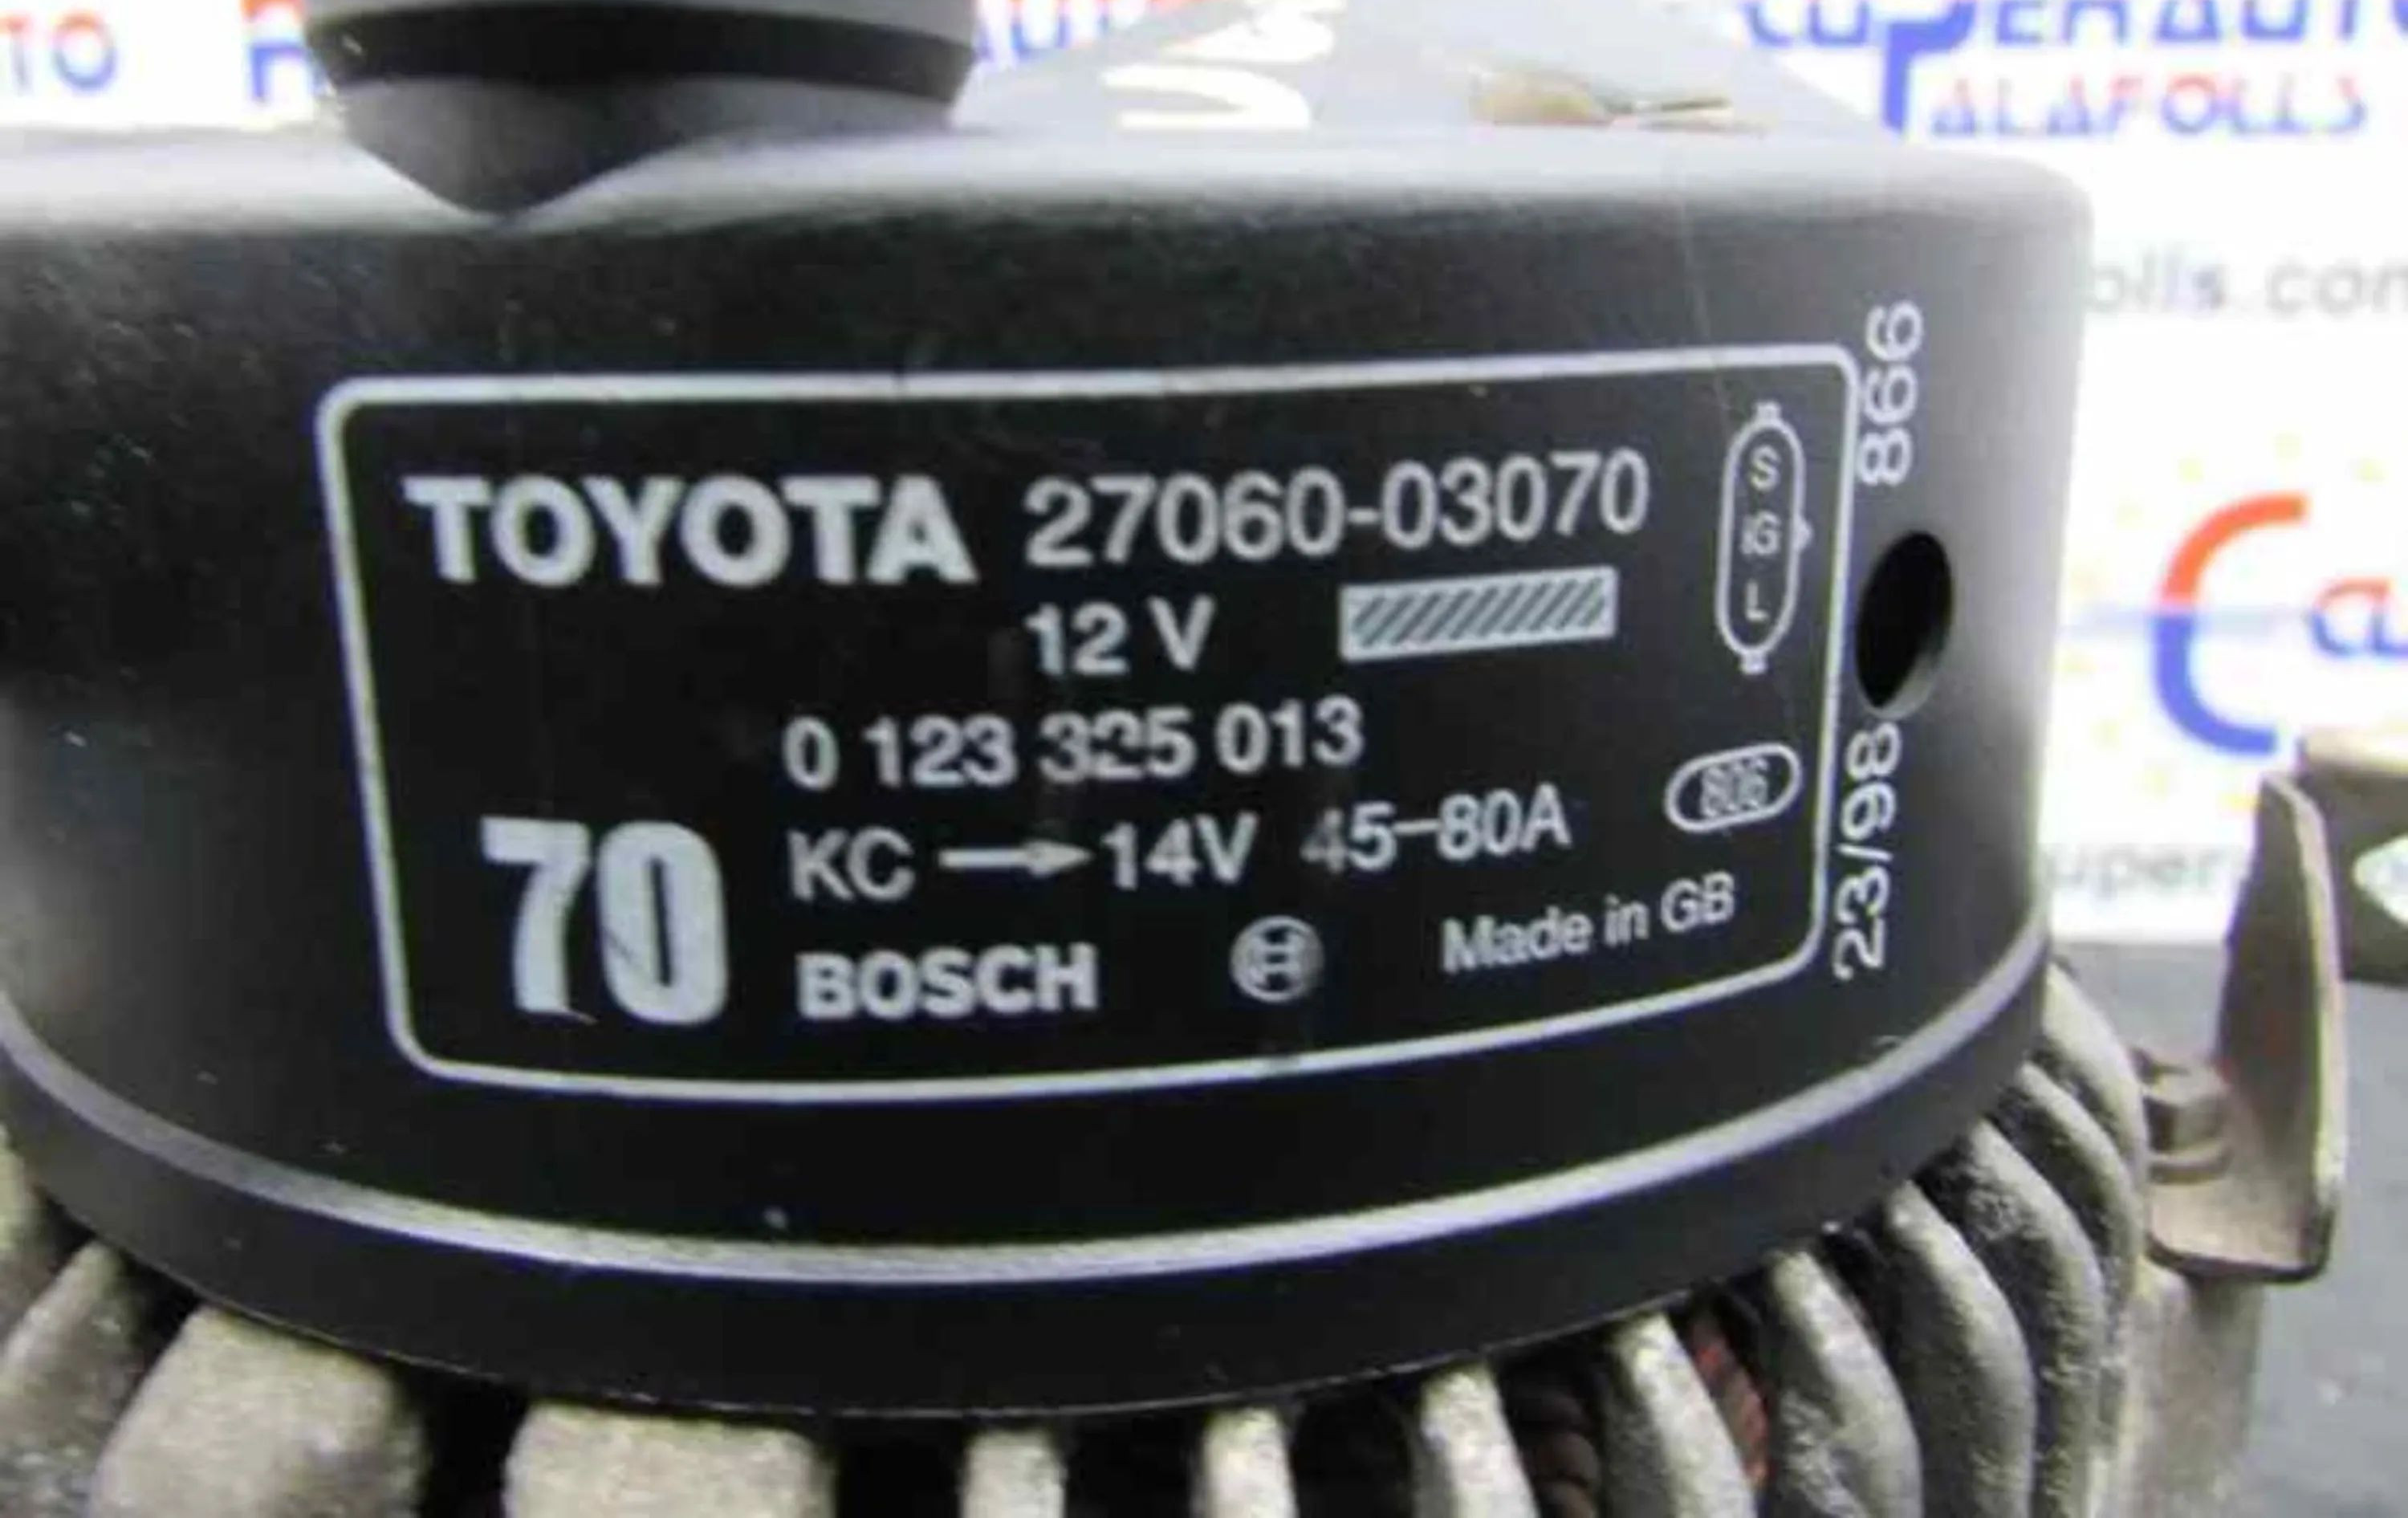 TOYOTA 27060-03070
12 V
0 123 325 013
70 KC → 14V 45-80A
BOSCH
Made in GB
S
IG
L
806
866
23/98